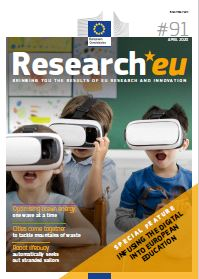 European
Commission
#91
APRIL 2020
Research*eu
BRINGING YOU THE RESULTS OF EU RESEARCH AND INNOVATION
Optimising ocean energy
one wave at a time
Cities come together
to tackle mountains of waste
Robot lifebuoy
automatically seeks
out stranded sailors
SPECIAL FEATURE
INFUSING THE DIGITAL
INTO EUROPEAN
EDUCATION